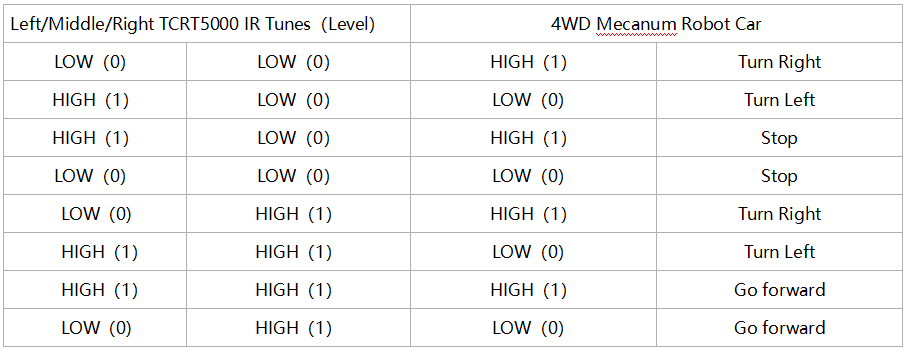 Left/Middle/Right TCRT5000 IR Tunes (Level) 4WD Mecanum Robot Car
LOW (0) LOW (0) HIGH (1) Turn Right
HIGH (1) LOW (0) LOW (0) Turn Left
HIGH (1) LOW (0) HIGH (1) Stop
LOW (0) LOW (0) LOW (0) Stop
LOW (0) HIGH (1) HIGH (1) Turn Right
HIGH (1) HIGH (1) LOW (0) Turn Left
HIGH (1) HIGH (1) HIGH (1) Go forward
LOW (0) HIGH (1) LOW (0) Go forward